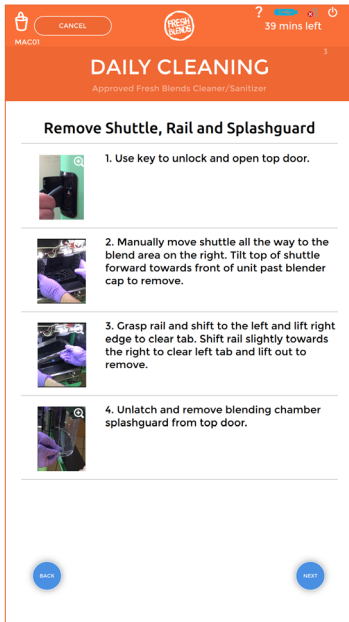 ?
CANCEL
FRESH
BLENDS
39 mins left
MAC01
3
DAILY CLEANING
Approved Fresh Blends Cleaner/Sanitizer
Remove Shuttle, Rail and Splashguard
1. Use key to unlock and open top door.
2. Manually move shuttle all the way to the
blend area on the right. Tilt top of shuttle
forward towards front of unit past blender
cap to remove.
3. Grasp rail and shift to the left and lift right
edge to clear tab. Shift rail slightly towards
the right to clear left tab and lift out to
remove.
4. Unlatch and remove blending chamber
splashguard from top door.
BACK
NEXT